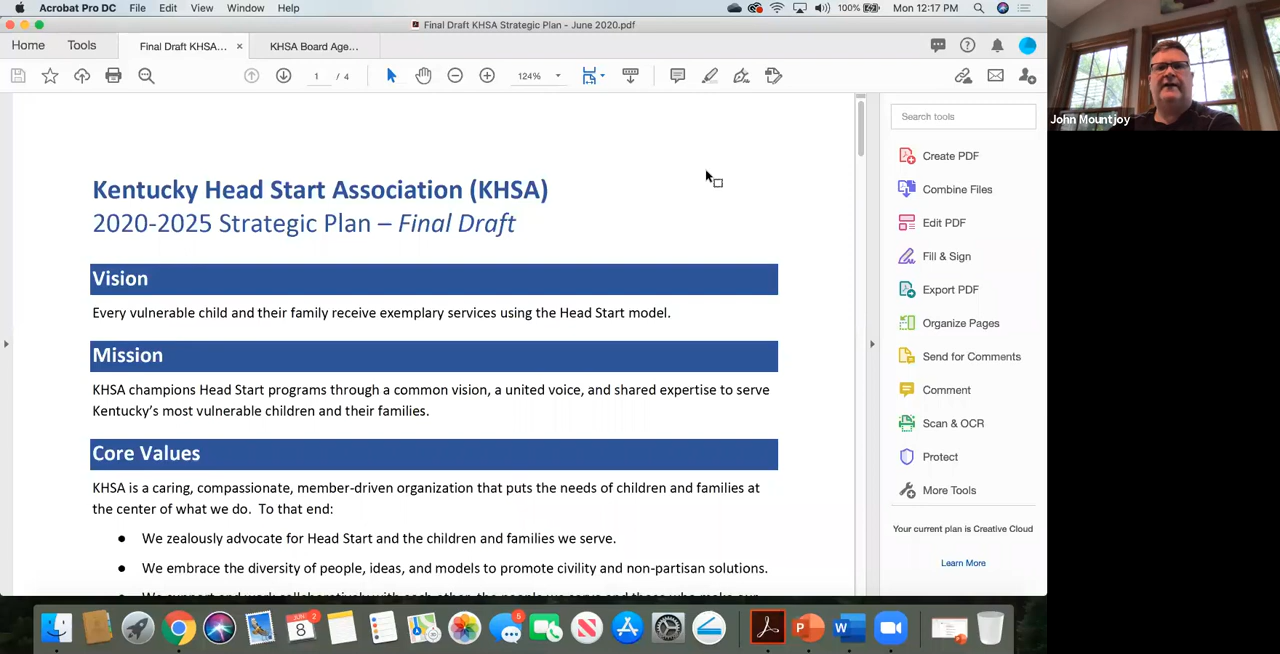 Acrobat Pro DC File Edit View Window Help 100% Mon 12:17 PM
Final Draft KHSA Strategic Plan - June 2020.pdf
Home Tools Final Draft KHSA... × KHSA Board Age...
1 / 4 124%
John Mountjoy
Search tools
Kentucky Head Start Association (KHSA)
2020-2025 Strategic Plan – Final Draft
Vision
Every vulnerable child and their family receive exemplary services using the Head Start model.
Mission
KHSA champions Head Start programs through a common vision, a united voice, and shared expertise to serve
Kentucky's most vulnerable children and their families.
Core Values
KHSA is a caring, compassionate, member-driven organization that puts the needs of children and families at
the center of what we do. To that end:
● We zealously advocate for Head Start and the children and families we serve.
● We embrace the diversity of people, ideas, and models to promote civility and non-partisan solutions.
Create PDF
Combine Files
Edit PDF
Fill & Sign
Export PDF
Organize Pages
Send for Comments
Comment
Scan & OCR
Protect
More Tools
Your current plan is Creative Cloud
Learn More
JUN 2
8
5
P
W